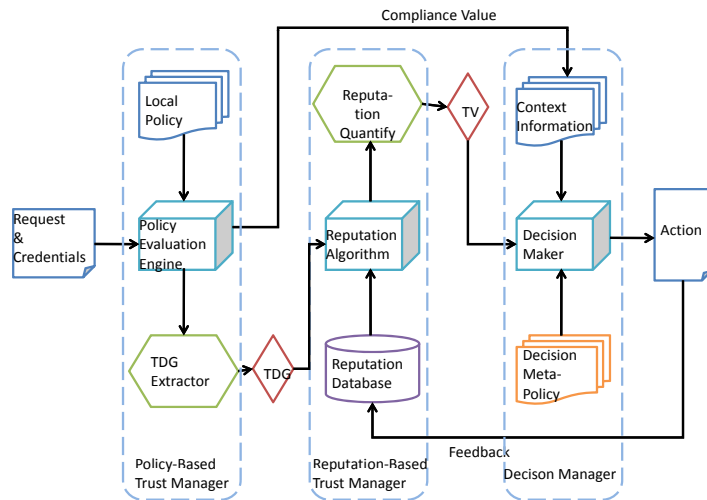 Compliance Value
Local
Policy
Reputa-
tation
Quantify
TV
Context
Information
Request
&
Credentials
Policy
Evaluation
Engine
Reputation
Algorithm
Decision
Maker
Action
TDG
Extractor
TDG
Reputation
Database
Decision
Meta-
Policy
Feedback
Policy-Based
Trust Manager
Reputation-Based
Trust Manager
Decison Manager